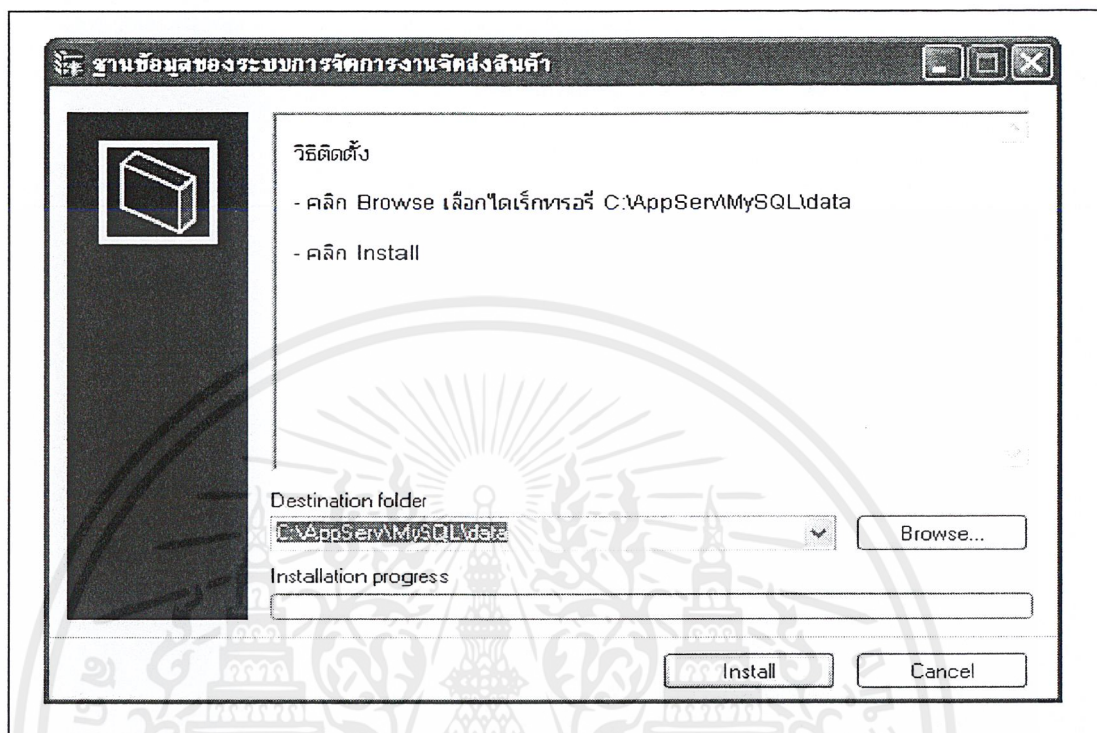 ฐานข้อมูลของระบบการจัดการงานจัดส่งสินค้า
วิธีติดตั้ง
- คลิก Browse เลือกไดเร็กทรอรี่ C:\AppServ\MySQL\data
- คลิก Install
Destination folder
C:\AppServ\MySQL\data
Browse...
Installation progress
Install
Cancel